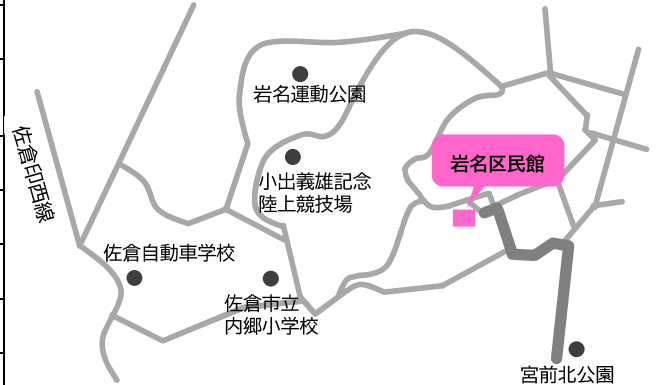 岩名運動公園
佐倉印西線
岩名区民館
小出義雄記念
陸上競技場
佐倉自動車学校
佐倉市立
内郷小学校
宮前北公園